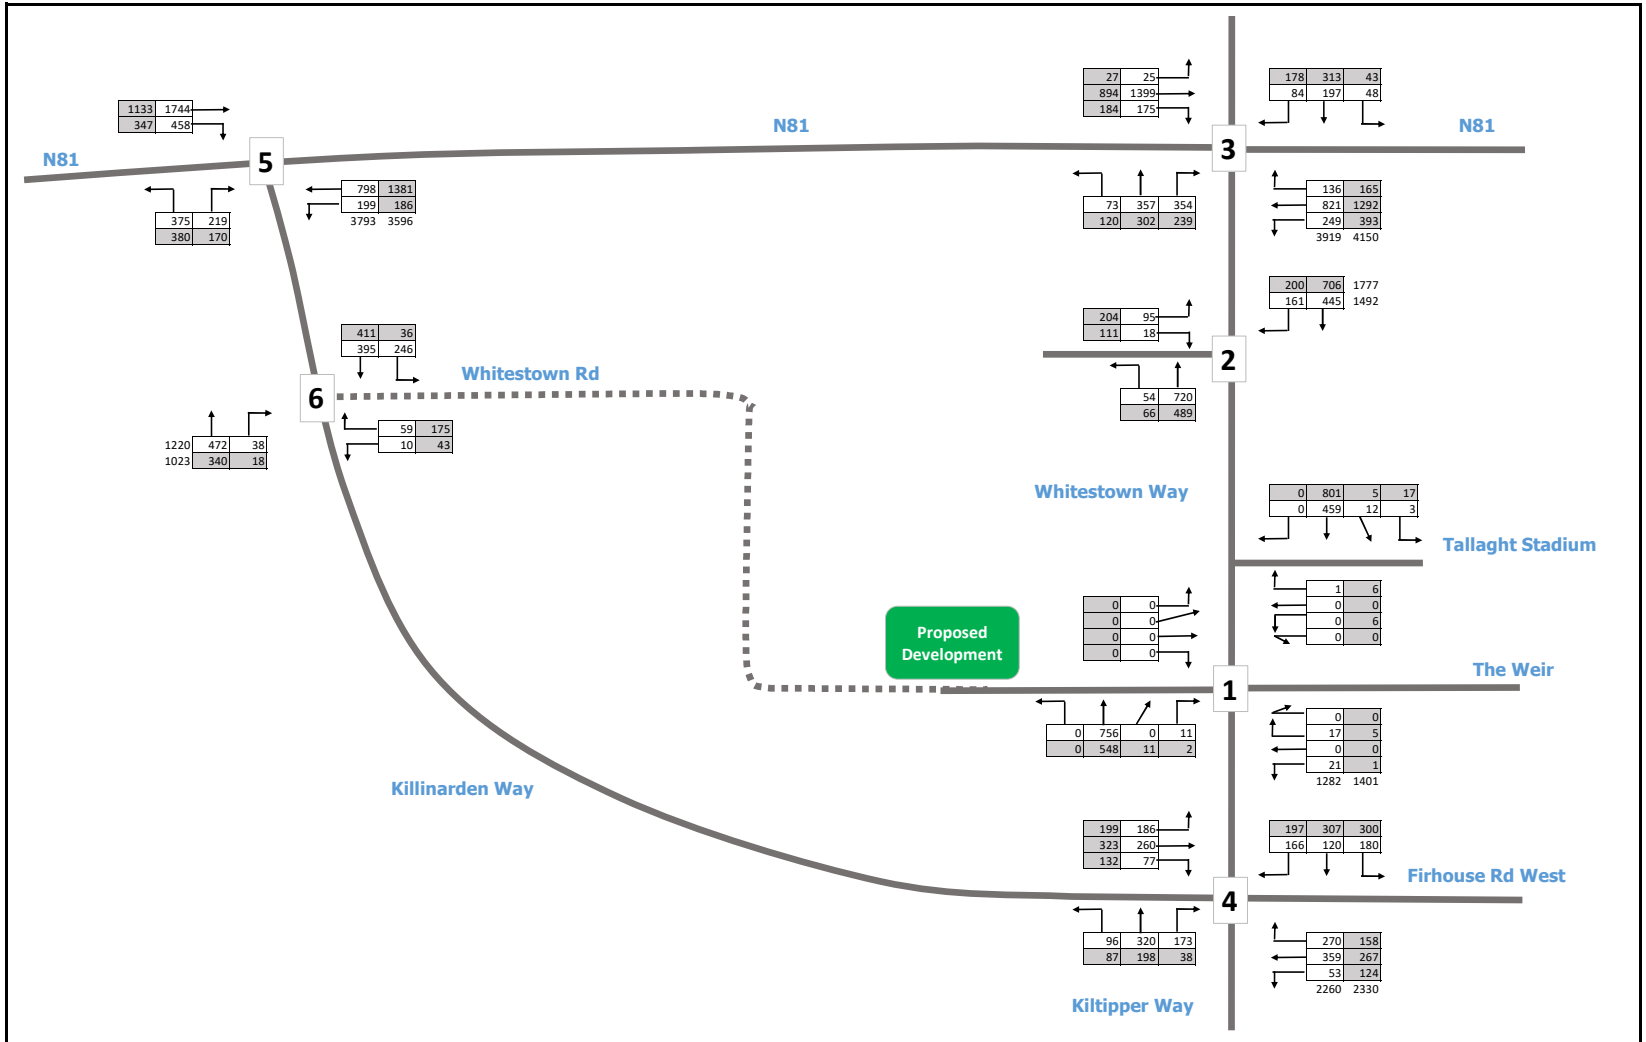 27 25
894 1399
184 175
178 313 43
84 197 48
1133 1744
347 458
N81
N81
N81
5
3
798 1381
199 186
3793 3596
375 219
380 170
73 357 354
120 302 239
136 165
821 1292
249 393
3919 4150
200 706 1777
161 445 1492
204 95
111 18
2
411 36
395 246
Whitestown Rd
6
54 720
66 489
59 175
10 43
1220 472 38
1023 340 18
Whitestown Way
0 801 5 17
0 459 12 3
Tallaght Stadium
1 6
0 0
0 6
0 0
0 0
0 0
0 0
0 0
Proposed
Development
The Weir
1
0 756 0 11
0 548 11 2
0 0
17 5
0 0
21 1
1282 1401
Killinarden Way
199 186
323 260
132 77
197 307 300
166 120 180
Firhouse Rd West
4
96 320 173
87 198 38
270 158
359 267
53 124
2260 2330
Kiltipper Way